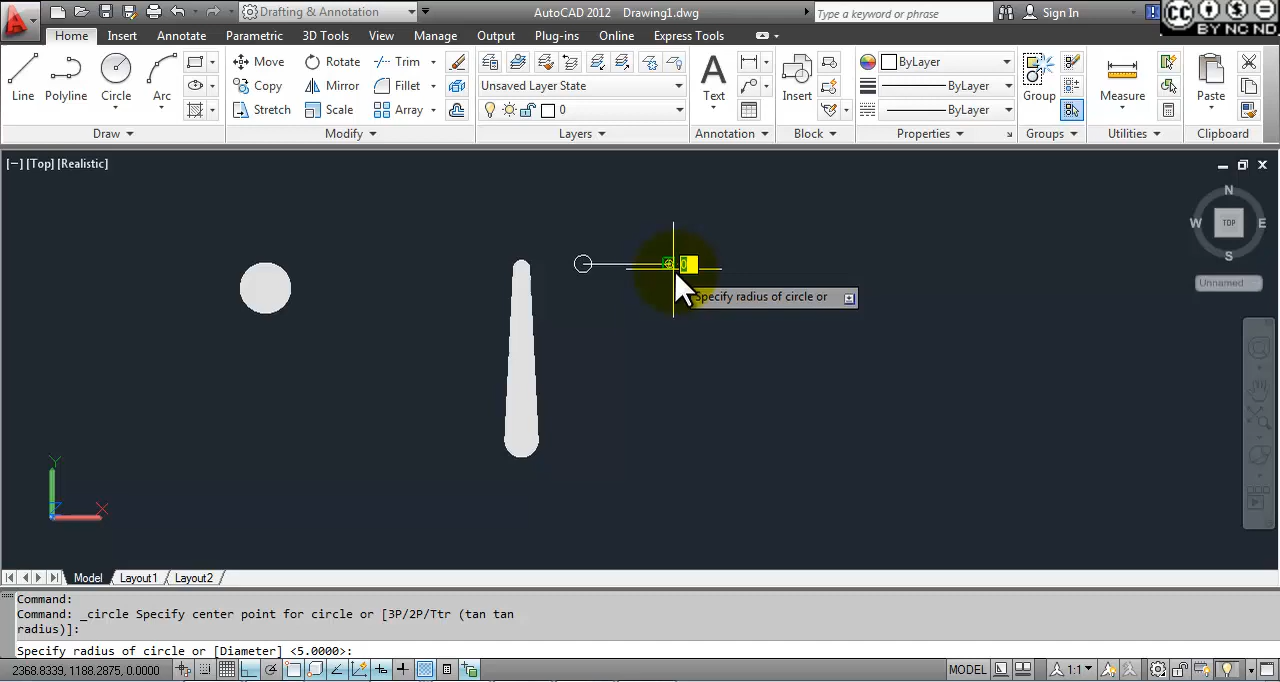 Drafting & Annotation
AutoCAD 2012 Drawing1.dwg
Type a keyword or phrase
Sign In
CC BY NC ND
Home Insert Annotate Parametric 3D Tools View Manage Output Plug-ins Online Express Tools
Line Polyline Circle Arc
Draw
Move Rotate Trim
Copy Mirror Fillet
Stretch Scale Array
Modify
Unsaved Layer State
0
Layers
Text
Annotation
Insert
Block
ByLayer
ByLayer
ByLayer
Properties
Group
Groups
Measure
Utilities
Paste
Clipboard
[−] [Top] [Realistic]
N
W TOP E
S
Unnamed
0
Specify radius of circle or
Y
X
Z
Model Layout1 Layout2
Command:
Command: _circle Specify center point for circle or [3P/2P/Ttr (tan tan
radius)]:
Specify radius of circle or [Diameter] <5.0000>:
2368.8339, 1188.2875, 0.0000
MODEL 1:1